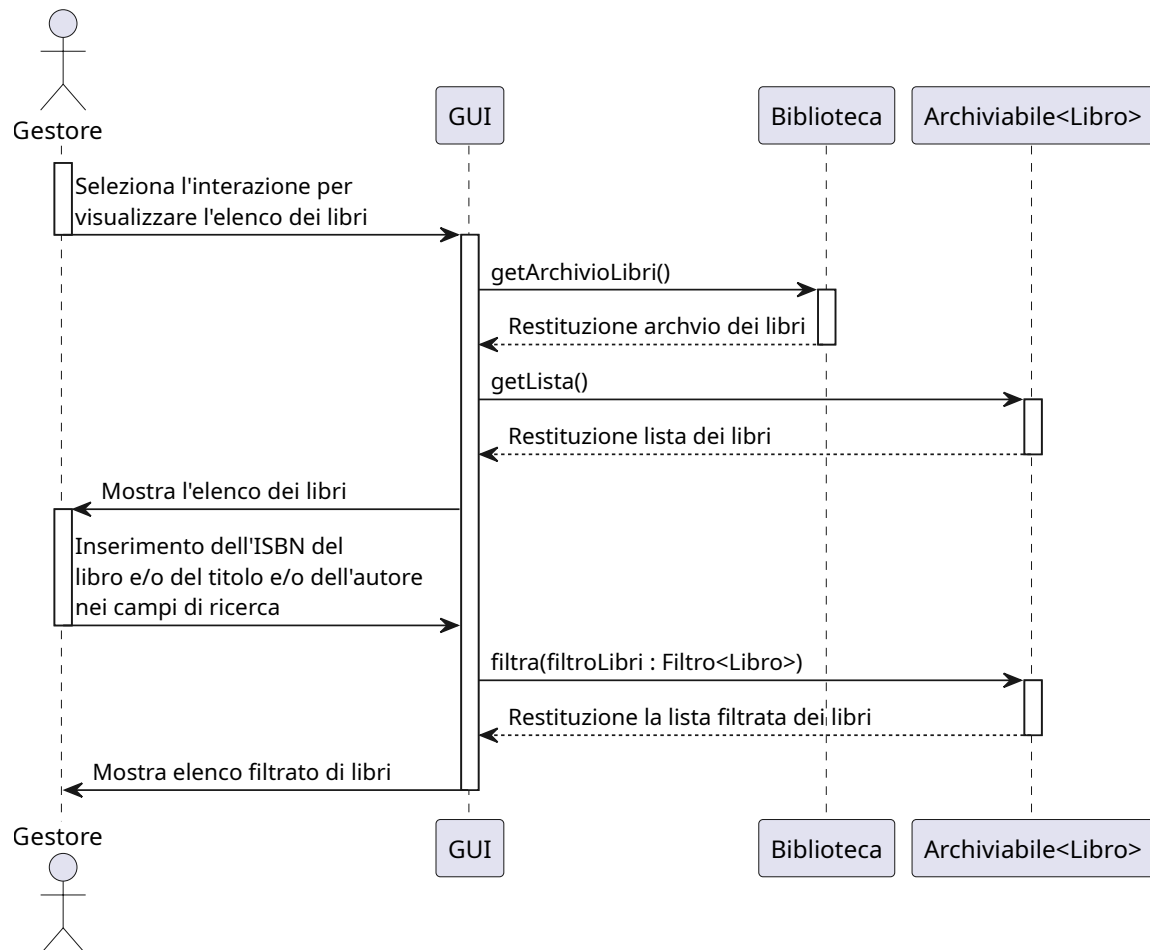 Gestore
GUI
Biblioteca
Archiviabile<Libro>
Seleziona l'interazione per
visualizzare l'elenco dei libri
getArchivioLibri()
Restituzione archvio dei libri
getLista()
Restituzione lista dei libri
Mostra l'elenco dei libri
Inserimento dell'ISBN del
libro e/o del titolo e/o dell'autore
nei campi di ricerca
filtra(filtroLibri : Filtro<Libro>)
Restituzione la lista filtrata dei libri
Mostra elenco filtrato di libri
Gestore
GUI
Biblioteca
Archiviabile<Libro>